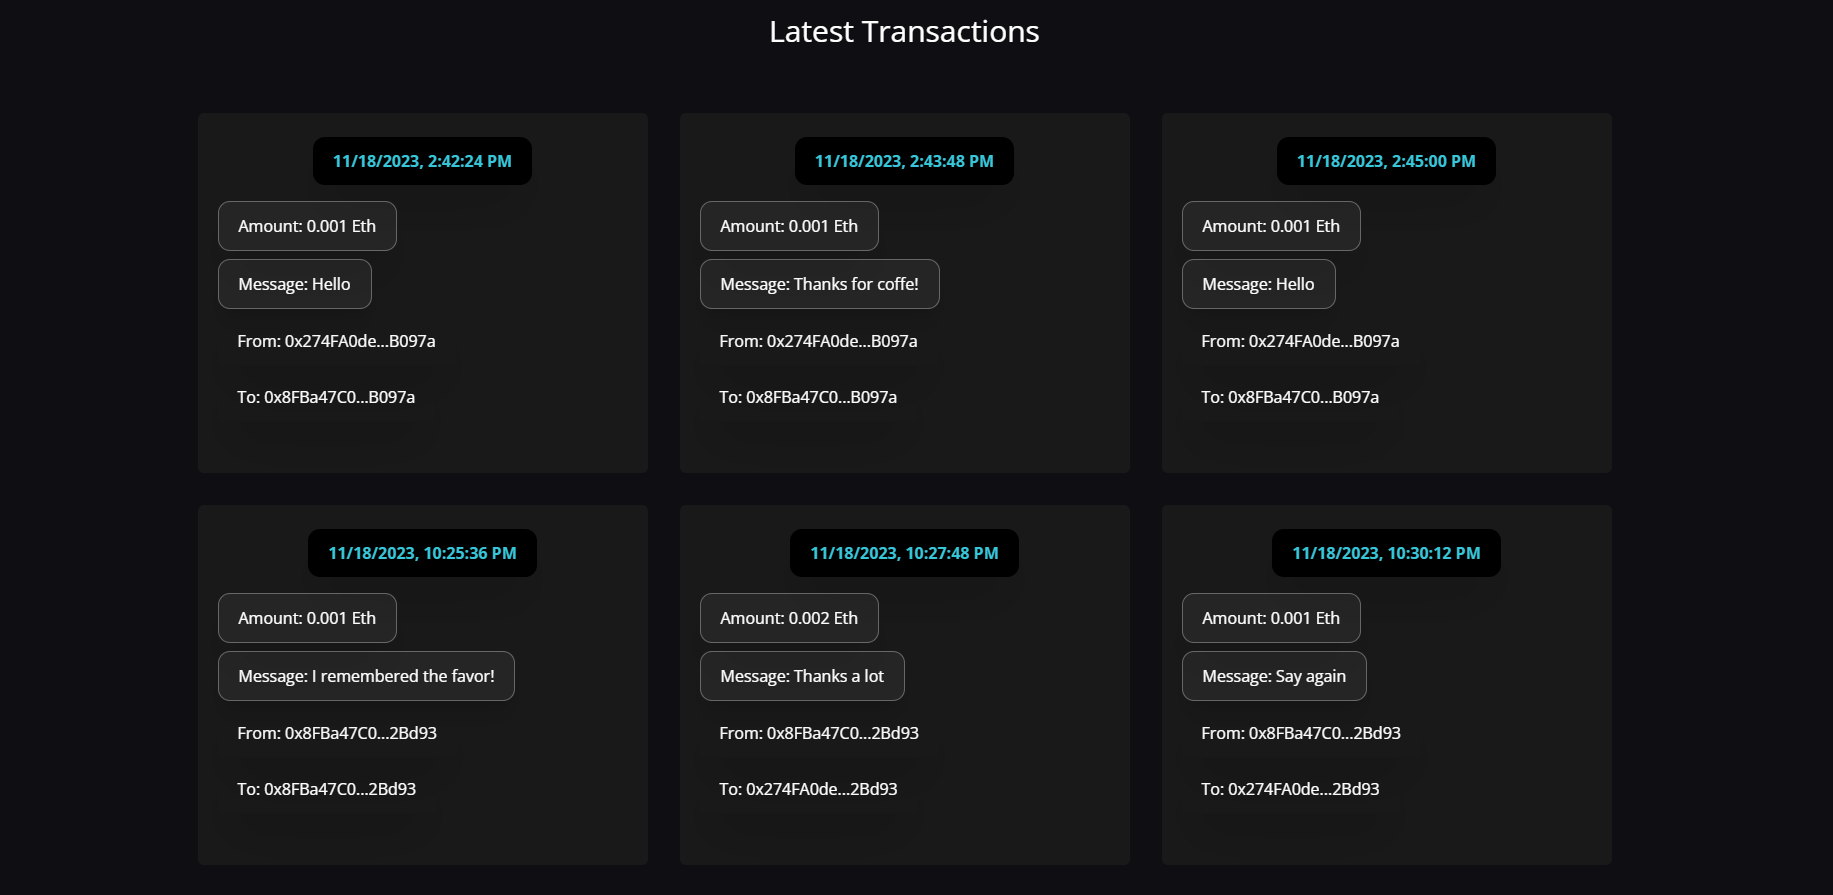 Latest Transactions
11/18/2023, 2:42:24 PM
Amount: 0.001 Eth
Message: Hello
From: 0x274FA0de...B097a
To: 0x8FBa47C0...B097a
11/18/2023, 2:43:48 PM
Amount: 0.001 Eth
Message: Thanks for coffe!
From: 0x274FA0de...B097a
To: 0x8FBa47C0...B097a
11/18/2023, 2:45:00 PM
Amount: 0.001 Eth
Message: Hello
From: 0x274FA0de...B097a
To: 0x8FBa47C0...B097a
11/18/2023, 10:25:36 PM
Amount: 0.001 Eth
Message: I remembered the favor!
From: 0x8FBa47C0...2Bd93
To: 0x8FBa47C0...2Bd93
11/18/2023, 10:27:48 PM
Amount: 0.002 Eth
Message: Thanks a lot
From: 0x8FBa47C0...2Bd93
To: 0x274FA0de...2Bd93
11/18/2023, 10:30:12 PM
Amount: 0.001 Eth
Message: Say again
From: 0x8FBa47C0...2Bd93
To: 0x274FA0de...2Bd93